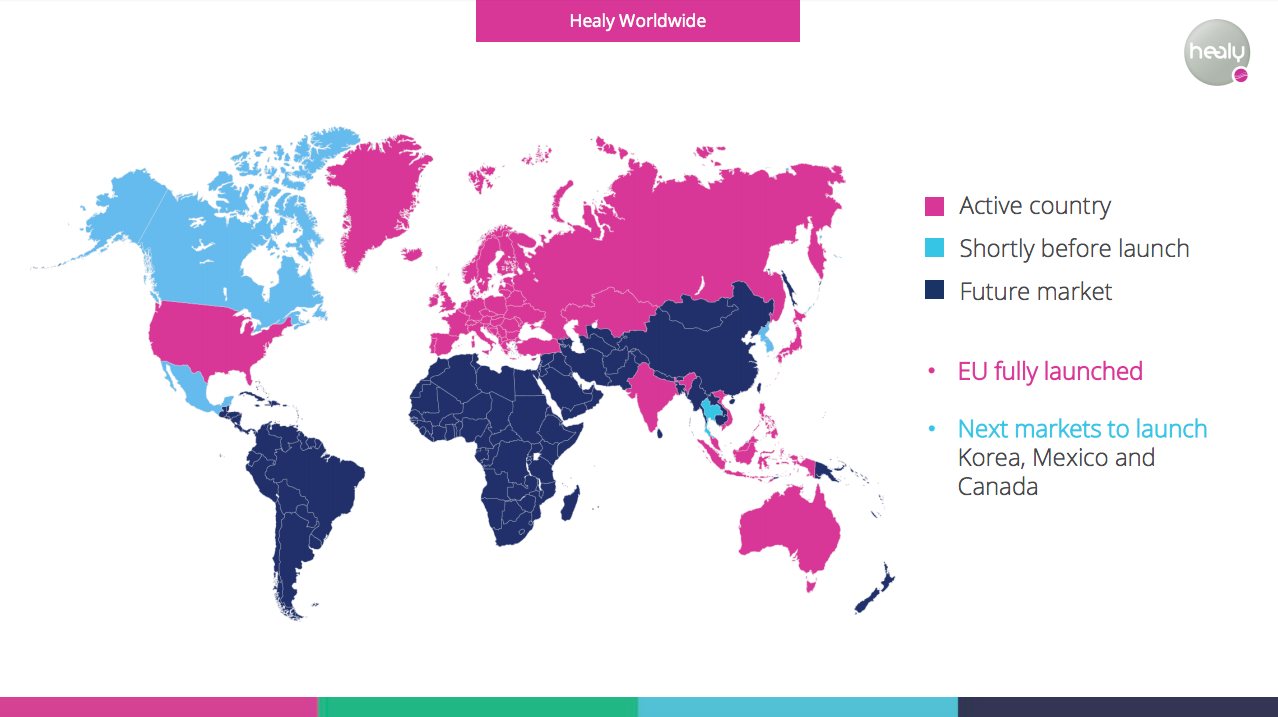 Healy Worldwide
healy
Active country
Shortly before launch
Future market
• EU fully launched
• Next markets to launch
Korea, Mexico and
Canada